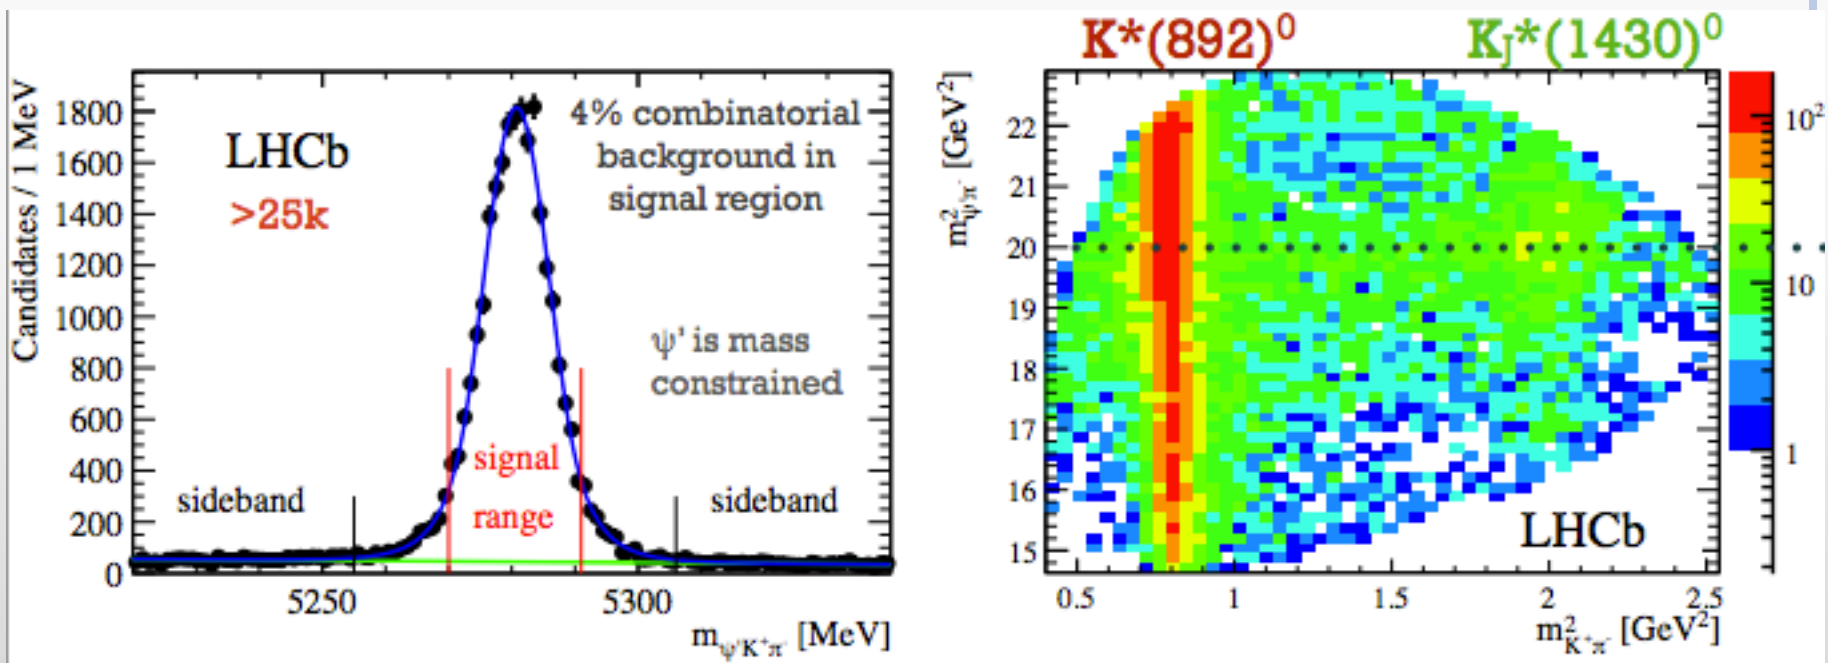 K*(892)⁰
K_J*(1430)⁰
Candidates / 1 MeV
1800
1600
1400
1200
1000
800
600
400
200
0
LHCb
>25k
4% combinatorial
background in
signal region
ψ' is mass
constrained
signal
range
sideband
sideband
5250
5300
m_ψ'K⁺π⁻ [MeV]
m²_ψ'π⁻ [GeV²]
22
21
20
19
18
17
16
15
LHCb
0.5
1
1.5
2
2.5
m²_K⁺π⁻ [GeV²]
10²
10
1